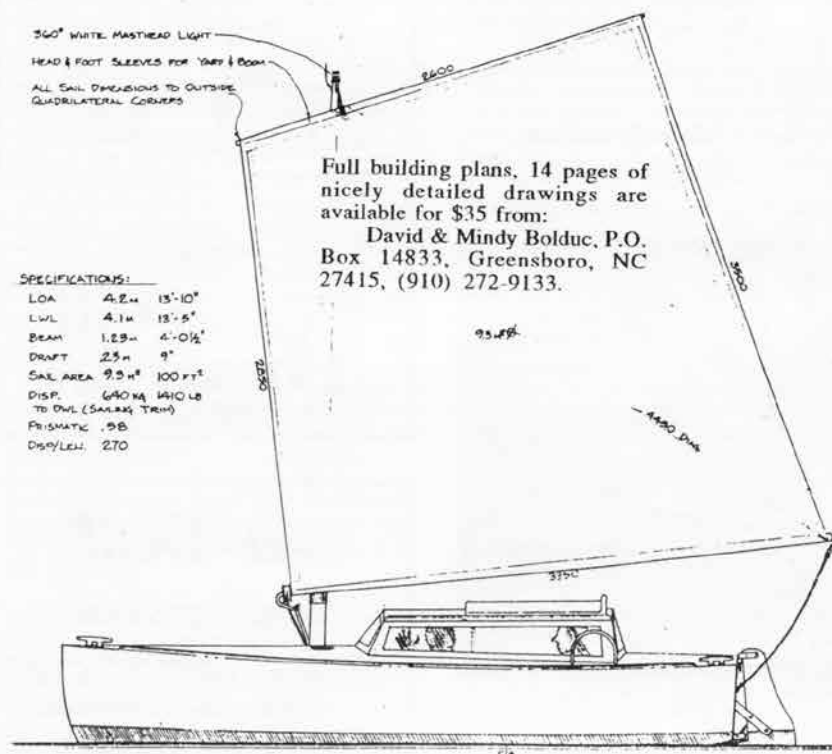 360° WHITE MASTHEAD LIGHT
HEAD & FOOT SLEEVES FOR YARD & BOOM
ALL SAIL DIMENSIONS TO OUTSIDE
QUADRILATERAL CORNERS
2600
Full building plans, 14 pages of
nicely detailed drawings are
available for $35 from:
David & Mindy Bolduc, P.O.
Box 14833, Greensboro, NC
27415, (910) 272-9133.
3500
SPECIFICATIONS:
LOA 4.2M 13'-10"
LWL 4.1M 13'-5"
BEAM 1.23M 4'-0½"
DRAFT .23M 9"
SAIL AREA 9.3M² 100 FT²
DISP. 640 KG 1410 LB
TO DWL (SAILING TRIM)
PRISMATIC .58
DISP/LEN. 270
4450 DIAG
3750